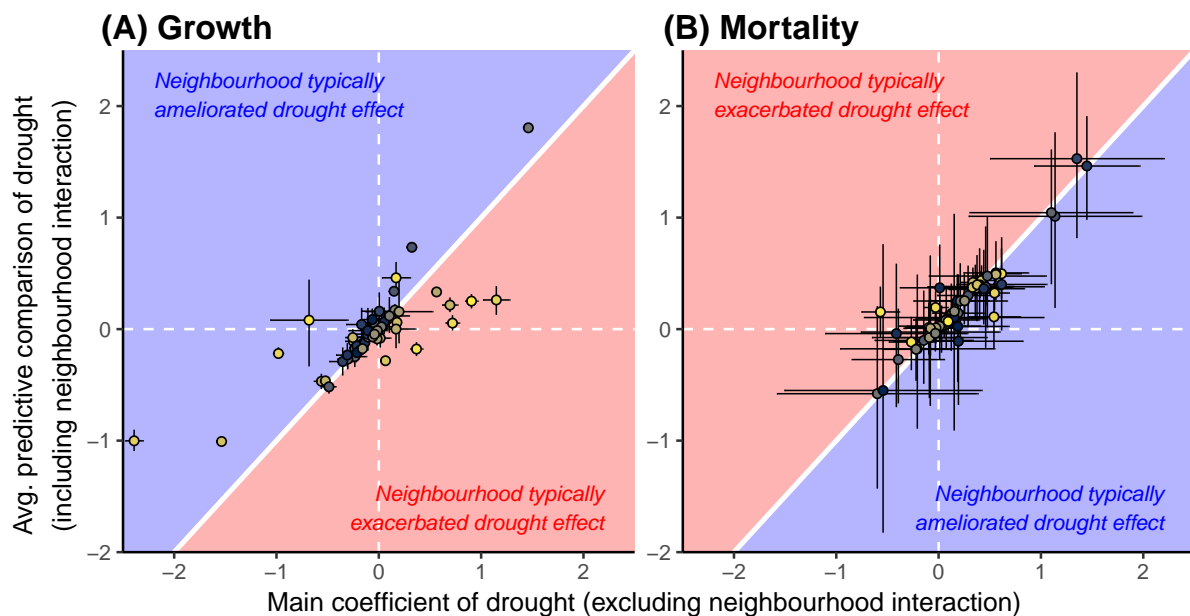 (A) Growth
(B) Mortality
Avg. predictive comparison of drought
(including neighbourhood interaction)
Neighbourhood typically
ameliorated drought effect
Neighbourhood typically
exacerbated drought effect
Neighbourhood typically
exacerbated drought effect
Neighbourhood typically
ameliorated drought effect
2
1
0
−1
−2
−2 −1 0 1 2
2
1
0
−1
−2
−2 −1 0 1 2
Main coefficient of drought (excluding neighbourhood interaction)